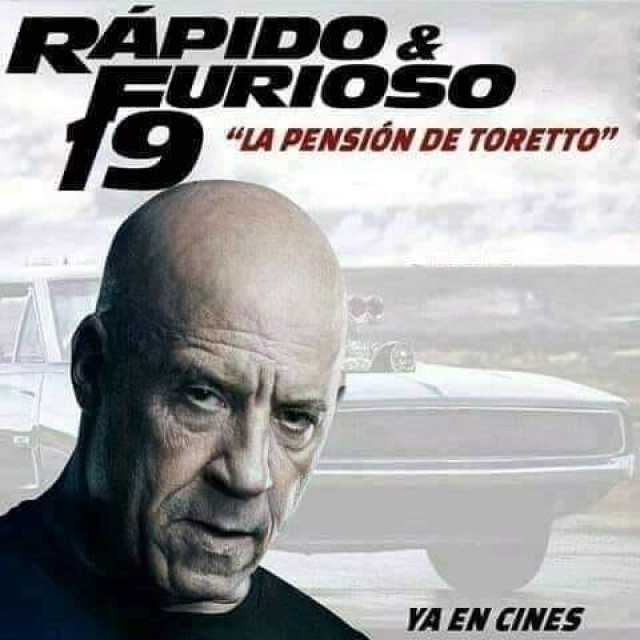 RÁPIDO &
FURIOSO
19 “LA PENSIÓN DE TORETTO”
YA EN CINES